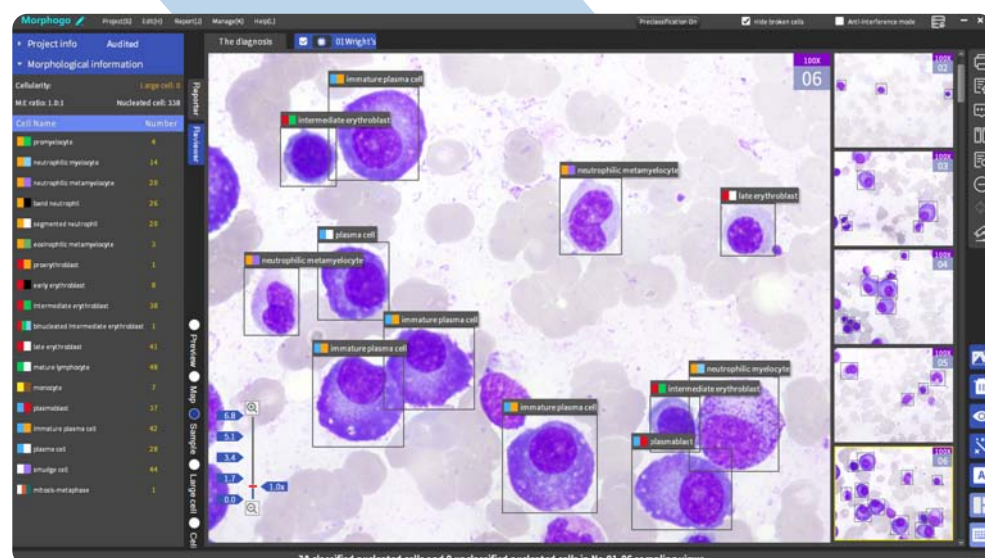 Morphogo Project(S) Edit(H) Report(J) Manage(K) Help(L) Preclassification On Hide broken cells Anti-interference mode
Project info Audited
Morphological information
Cellularity: Large cell: 0
M:E ratio: 1.0:1 Nucleated cell: 338
Cell Name Number
promyelocyte 4
neutrophilic myelocyte 14
neutrophilic metamyelocyte 20
band neutrophil 26
segmented neutrophil 20
eosinophilic metamyelocyte 3
proerythroblast 1
early erythroblast 8
intermediate erythroblast 38
binucleated intermediate erythroblast 1
late erythroblast 41
mature lymphocyte 48
monocyte 7
plasmablast 37
immature plasma cell 42
plasma cell 28
smudge cell 44
mitosis-metaphase 1
Reporter
Reviewer
Preview
Map
Sample
Large cell
Cell
The diagnosis 01Wright's
100X
06
immature plasma cell
intermediate erythroblast
neutrophilic metamyelocyte
late erythroblast
plasma cell
neutrophilic metamyelocyte
immature plasma cell
immature plasma cell
neutrophilic myelocyte
intermediate erythroblast
immature plasma cell
plasmablast
6.8
5.1
3.4
1.7
1.0x
0.0
100X
02
100X
03
100X
04
100X
05
100X
06
A